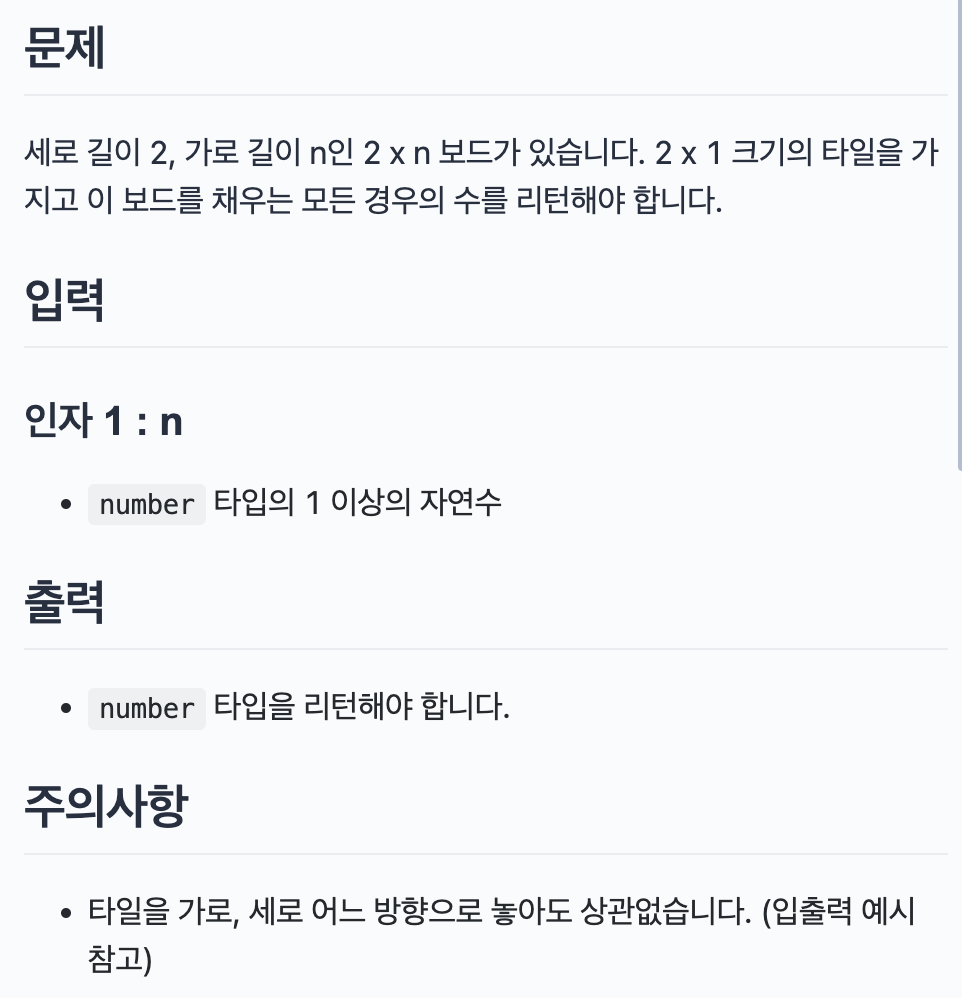 문제
세로 길이 2, 가로 길이 n인 2 x n 보드가 있습니다. 2 x 1 크기의 타일을 가
지고 이 보드를 채우는 모든 경우의 수를 리턴해야 합니다.
입력
인자 1 : n
• number 타입의 1 이상의 자연수
출력
• number 타입을 리턴해야 합니다.
주의사항
• 타일을 가로, 세로 어느 방향으로 놓아도 상관없습니다. (입출력 예시
참고)